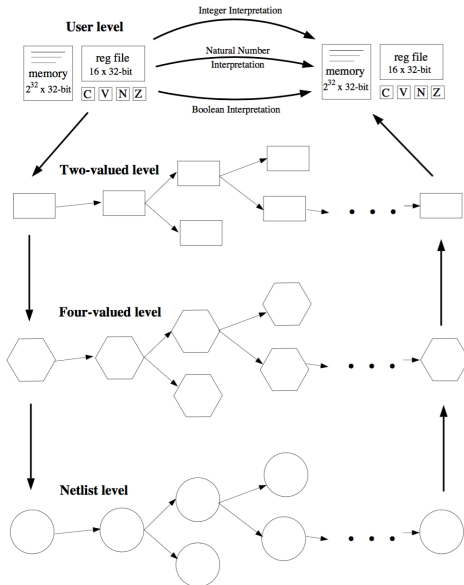 Integer Interpretation
User level
reg file
16 x 32-bit
memory
2^32 x 32-bit
C V N Z
Natural Number
Interpretation
Boolean Interpretation
memory
2^32 x 32-bit
reg file
16 x 32-bit
C V N Z
Two-valued level
Four-valued level
Netlist level